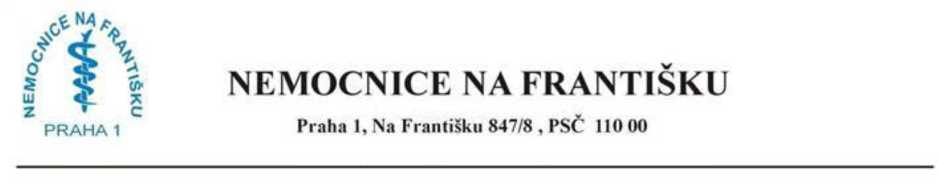 NEMOCNICE NA FRANTIŠKU
PRAHA 1
NEMOCNICE NA FRANTIŠKU
Praha 1, Na Františku 847/8 , PSČ 110 00